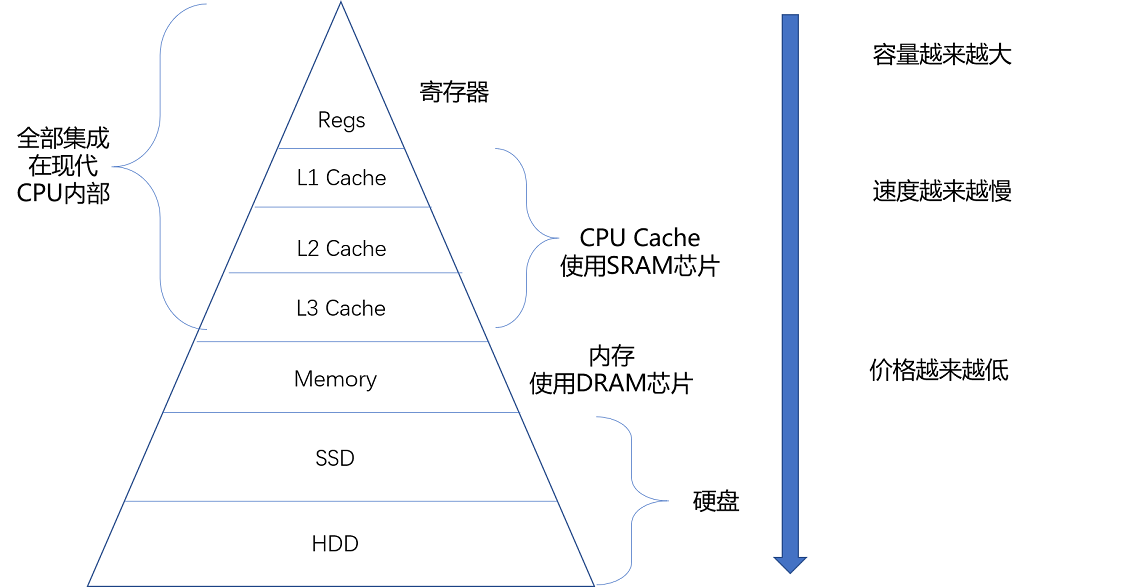 容量越来越大
寄存器
Regs
全部集成
在现代
CPU内部
L1 Cache
速度越来越慢
L2 Cache
CPU Cache
使用SRAM芯片
L3 Cache
内存
使用DRAM芯片
Memory
价格越来越低
SSD
硬盘
HDD